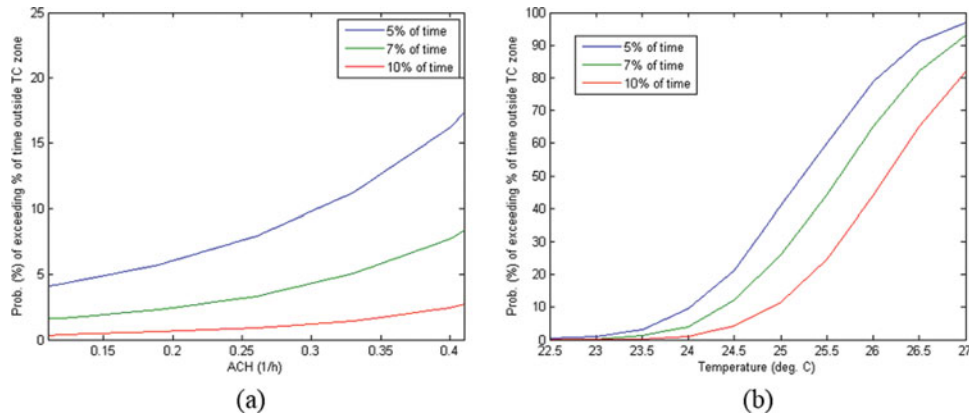 Prob. (%) of exceeding % of time outside TC zone
25
20
15
10
5
0
5% of time
7% of time
10% of time
0.15
0.2
0.25
0.3
0.35
0.4
ACH (1/h)
(a)
Prob. (%) of exceeding % of time outside TC zone
100
90
80
70
60
50
40
30
20
10
0
5% of time
7% of time
10% of time
22.5
23
23.5
24
24.5
25
25.5
26
26.5
27
Temperature (deg. C)
(b)